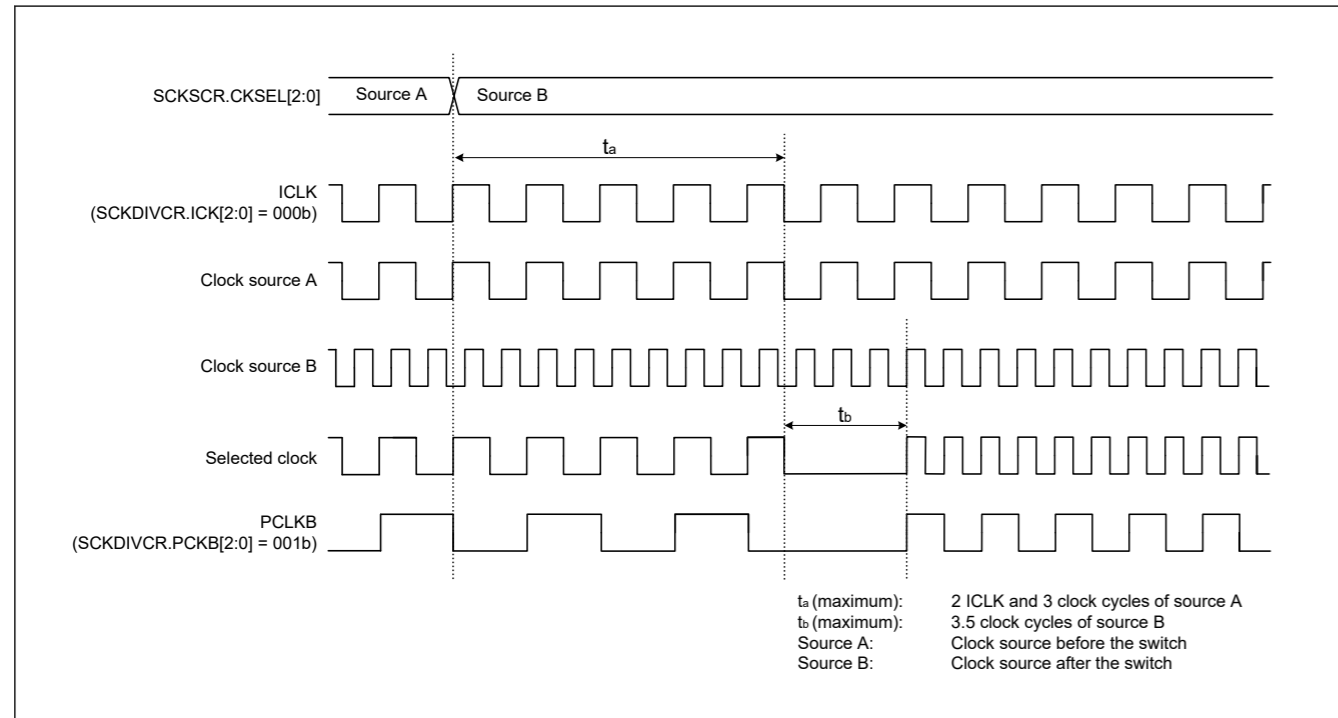 SCKSCR.CKSEL[2:0]
Source A
Source B
ta
ICLK
(SCKDIVCR.ICK[2:0] = 000b)
Clock source A
Clock source B
tb
Selected clock
PCLKB
(SCKDIVCR.PCKB[2:0] = 001b)
ta (maximum): 2 ICLK and 3 clock cycles of source A
tb (maximum): 3.5 clock cycles of source B
Source A: Clock source before the switch
Source B: Clock source after the switch